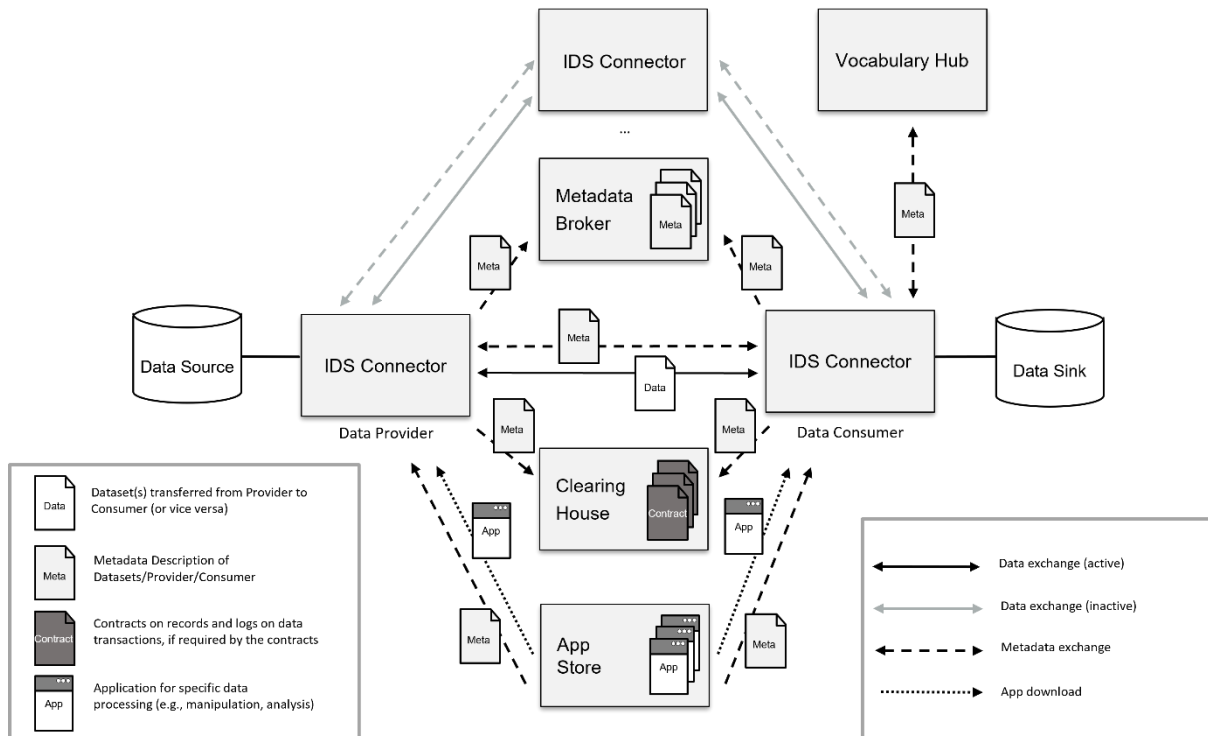 IDS Connector
Vocabulary Hub
...
Metadata
Broker
Meta
Meta
Meta
Meta
Data Source
IDS Connector
Meta
Data
IDS Connector
Data Sink
Data Provider
Data Consumer
Meta
Meta
Clearing
House
Contract
App
App
App
Store
App
Meta
Meta
Data
Dataset(s) transferred from Provider to
Consumer (or vice versa)
Meta
Metadata Description of
Datasets/Provider/Consumer
Contract
Contracts on records and logs on data
transactions, if required by the contracts
App
Application for specific data
processing (e.g., manipulation, analysis)
Data exchange (active)
Data exchange (inactive)
Metadata exchange
App download